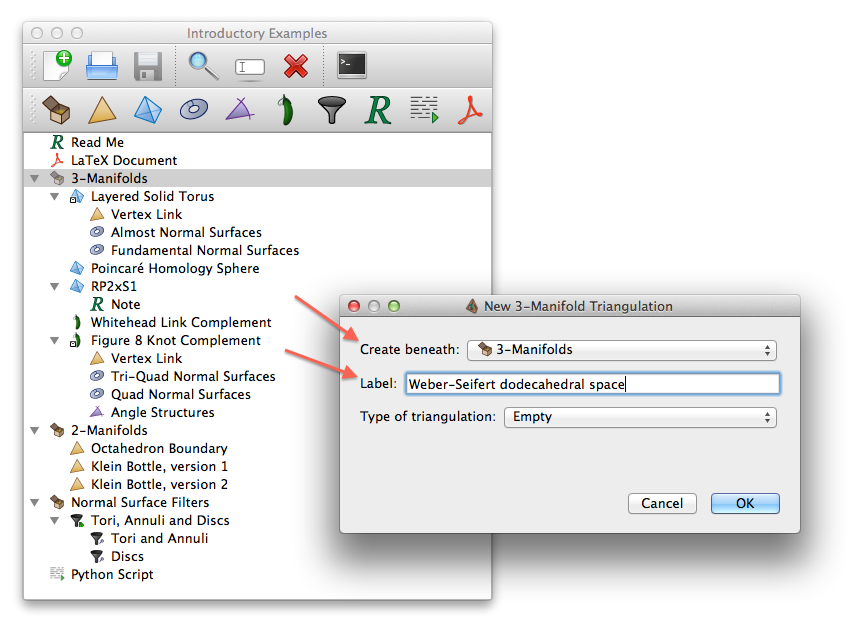 Introductory Examples
Read Me
LaTeX Document
3-Manifolds
Layered Solid Torus
Vertex Link
Almost Normal Surfaces
Fundamental Normal Surfaces
Poincaré Homology Sphere
RP2xS1
Note
Whitehead Link Complement
Figure 8 Knot Complement
Vertex Link
Tri-Quad Normal Surfaces
Quad Normal Surfaces
Angle Structures
2-Manifolds
Octahedron Boundary
Klein Bottle, version 1
Klein Bottle, version 2
Normal Surface Filters
Tori, Annuli and Discs
Tori and Annuli
Discs
Python Script
New 3-Manifold Triangulation
Create beneath: 3-Manifolds
Label: Weber-Seifert dodecahedral space
Type of triangulation: Empty
Cancel OK